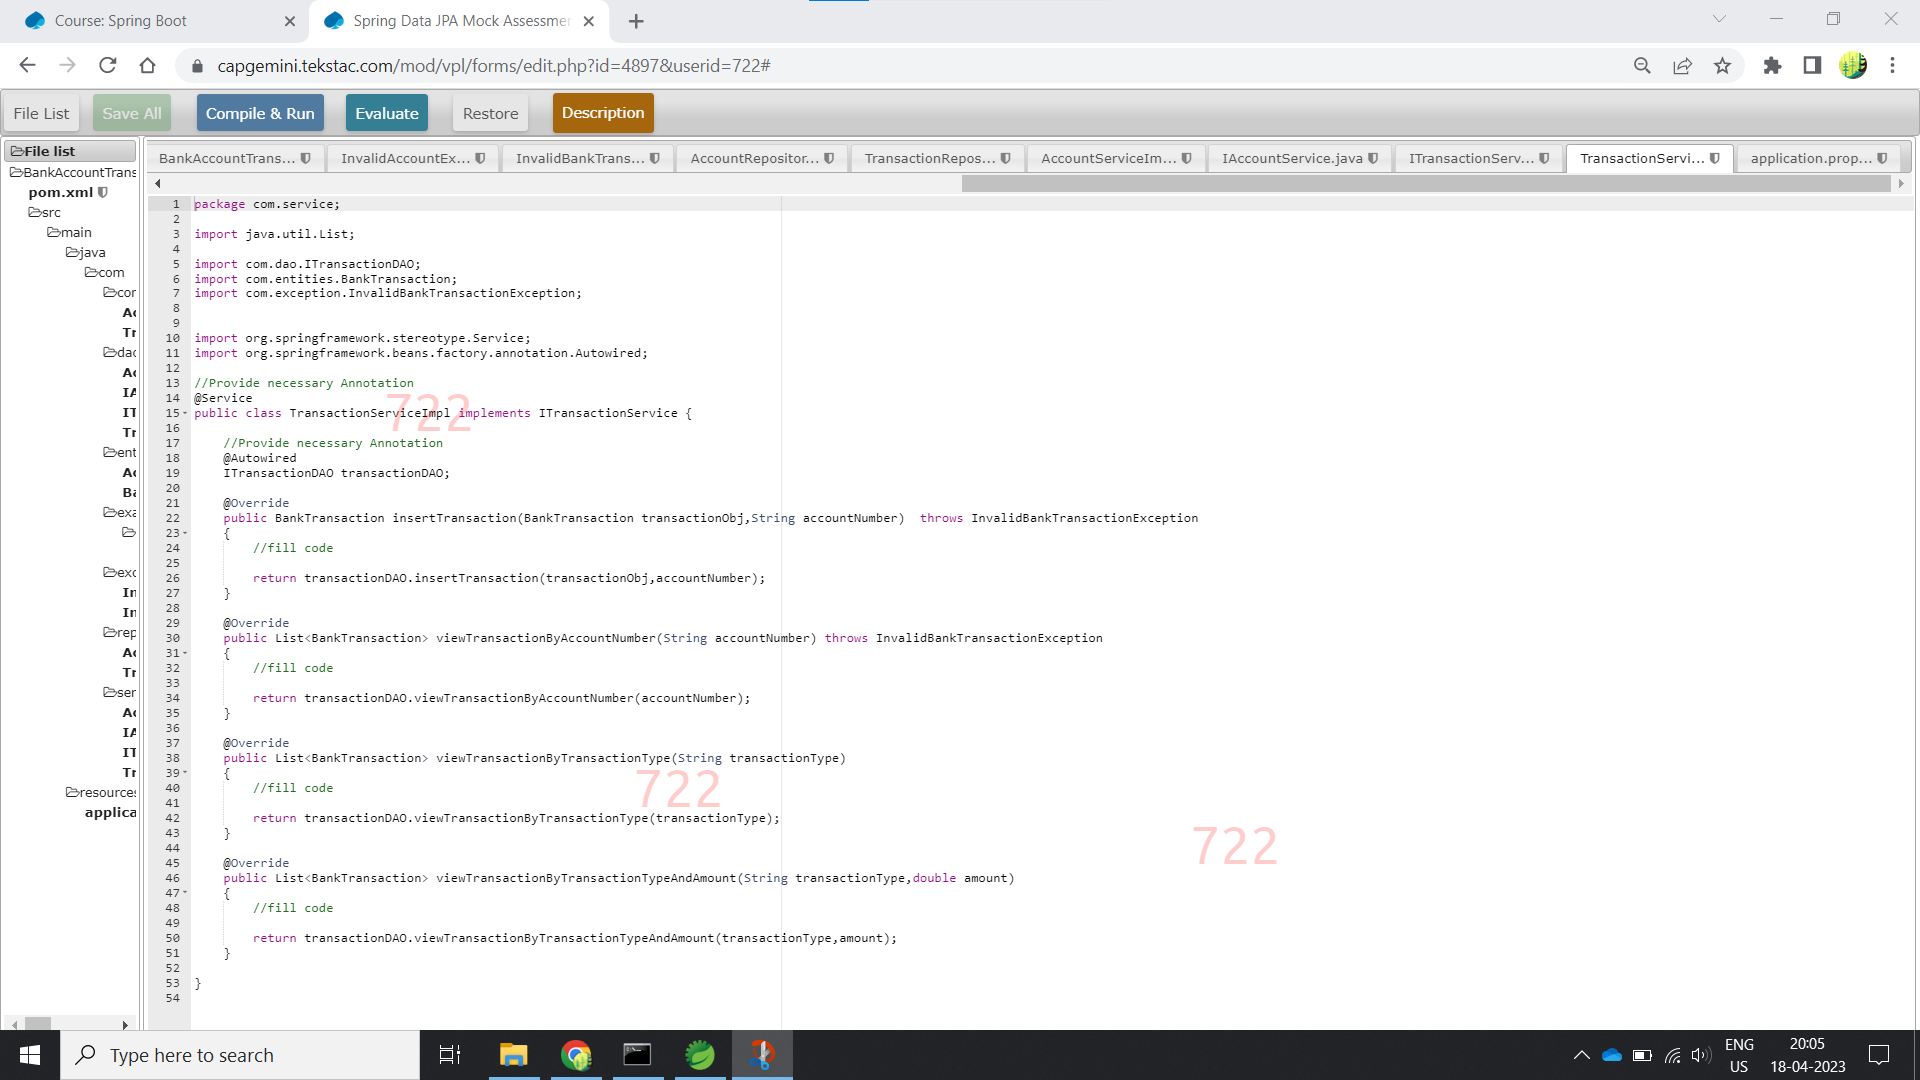 Course: Spring Boot
Spring Data JPA Mock Assessmen
capgemini.tekstac.com/mod/vpl/forms/edit.php?id=4897&userid=722#
File List
Save All
Compile & Run
Evaluate
Restore
Description
File list
BankAccountTrans
pom.xml
src
main
java
com
cor
Ac
Tr
dac
Ac
IA
IT
Tr
ent
Ac
Ba
exa
exc
In
In
rep
Ac
Tr
ser
Ac
IA
IT
Tr
resources
applica
BankAccountTrans...
InvalidAccountEx...
InvalidBankTrans...
AccountRepositor...
TransactionRepos...
AccountServiceIm...
IAccountService.java
ITransactionServ...
TransactionServi...
application.prop...
1 package com.service;
2
3 import java.util.List;
4
5 import com.dao.ITransactionDAO;
6 import com.entities.BankTransaction;
7 import com.exception.InvalidBankTransactionException;
8
9
10 import org.springframework.stereotype.Service;
11 import org.springframework.beans.factory.annotation.Autowired;
12
13 //Provide necessary Annotation
14 @Service
15 public class TransactionServiceImpl implements ITransactionService {
16
17 //Provide necessary Annotation
18 @Autowired
19 ITransactionDAO transactionDAO;
20
21 @Override
22 public BankTransaction insertTransaction(BankTransaction transactionObj,String accountNumber)  throws InvalidBankTransactionException
23 {
24 //fill code
25
26 return transactionDAO.insertTransaction(transactionObj,accountNumber);
27 }
28
29 @Override
30 public List<BankTransaction> viewTransactionByAccountNumber(String accountNumber) throws InvalidBankTransactionException
31 {
32 //fill code
33
34 return transactionDAO.viewTransactionByAccountNumber(accountNumber);
35 }
36
37 @Override
38 public List<BankTransaction> viewTransactionByTransactionType(String transactionType)
39 {
40 //fill code
41
42 return transactionDAO.viewTransactionByTransactionType(transactionType);
43 }
44
45 @Override
46 public List<BankTransaction> viewTransactionByTransactionTypeAndAmount(String transactionType,double amount)
47 {
48 //fill code
49
50 return transactionDAO.viewTransactionByTransactionTypeAndAmount(transactionType,amount);
51 }
52
53 }
54
722
722
722
Type here to search
ENG
US
20:05
18-04-2023